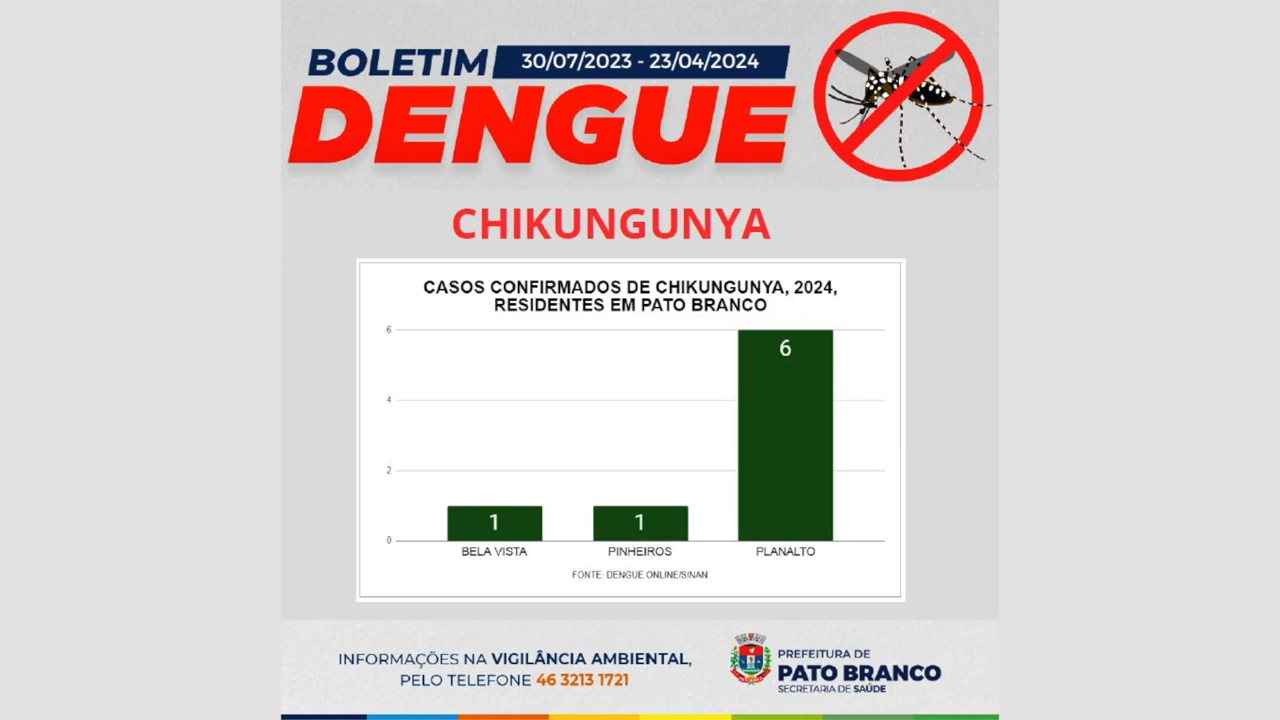 BOLETIM 30/07/2023 - 23/04/2024
DENGUE
CHIKUNGUNYA
CASOS CONFIRMADOS DE CHIKUNGUNYA, 2024,
RESIDENTES EM PATO BRANCO
6
4
2
0
1
1
6
BELA VISTA PINHEIROS PLANALTO
FONTE: DENGUE ONLINE/SINAN
INFORMAÇÕES NA VIGILÂNCIA AMBIENTAL,
PELO TELEFONE 46 3213 1721
PREFEITURA DE
PATO BRANCO
SECRETARIA DE SAÚDE